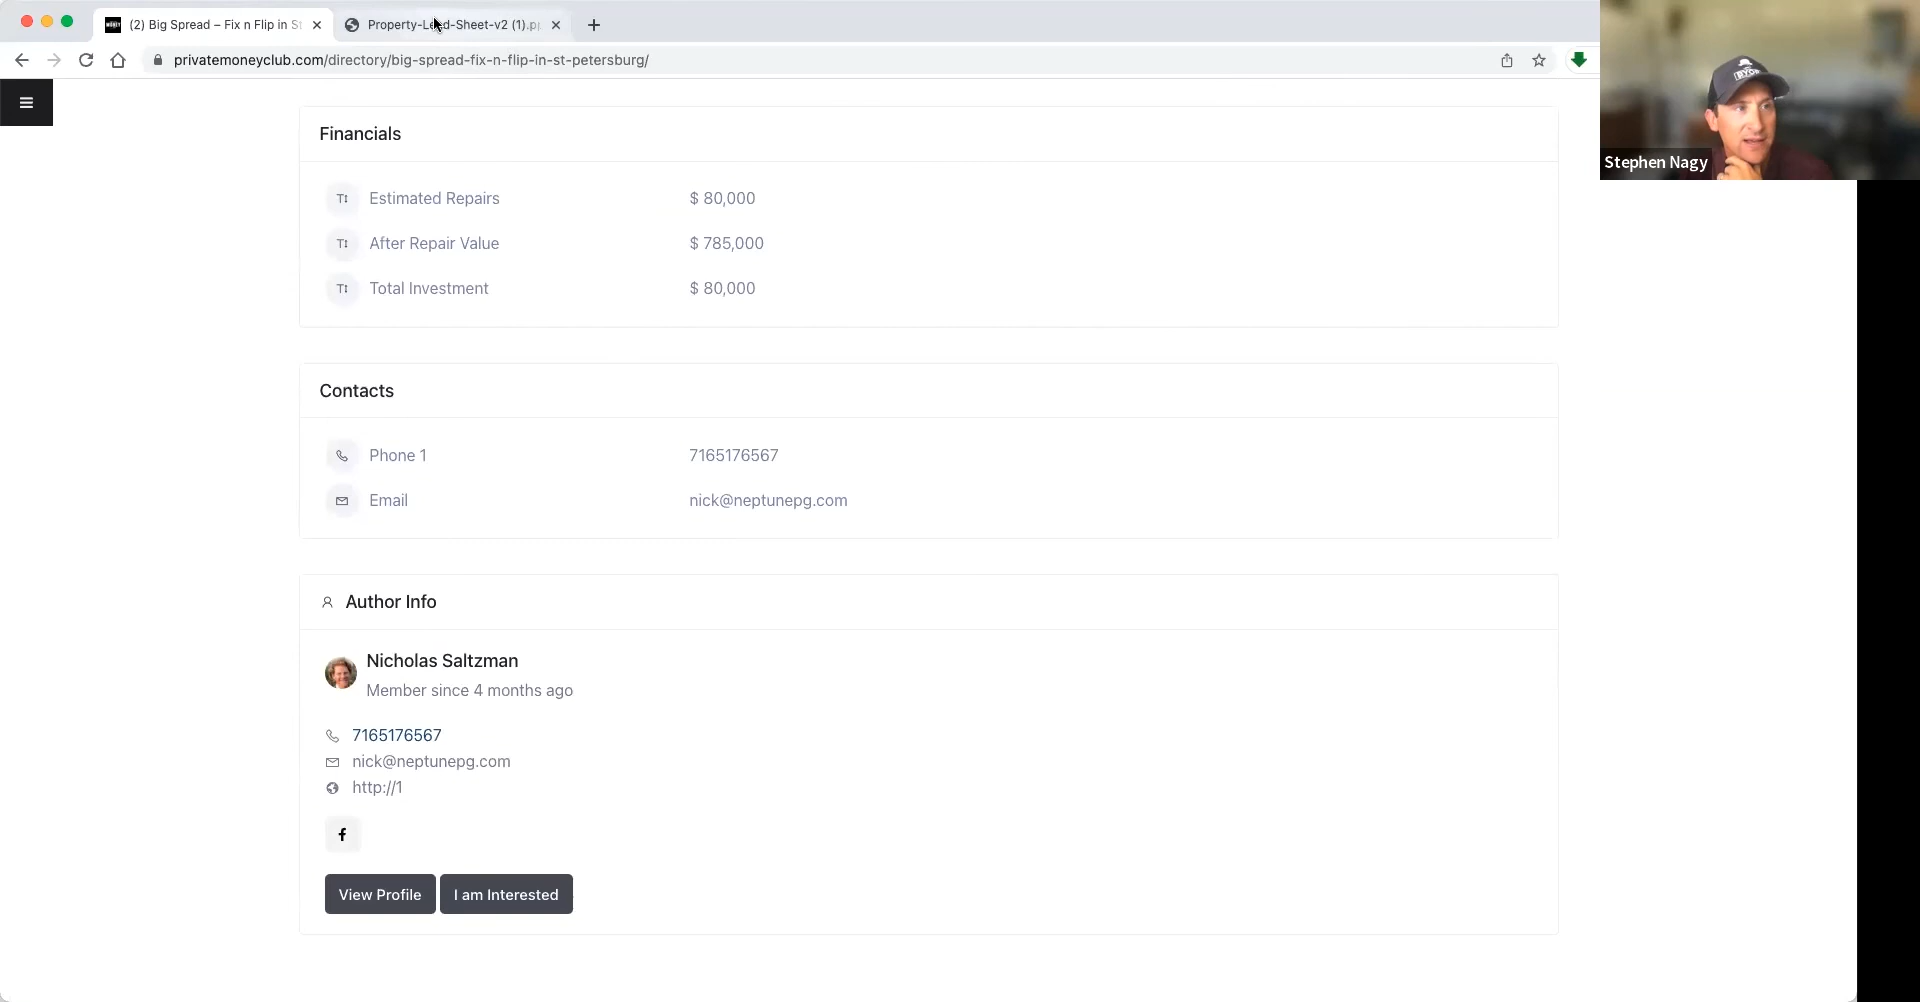 (2) Big Spread – Fix n Flip in St
Property-Lead-Sheet-v2 (1).pp
privatemoneyclub.com/directory/big-spread-fix-n-flip-in-st-petersburg/
Stephen Nagy
Financials
Estimated Repairs $ 80,000
After Repair Value $ 785,000
Total Investment $ 80,000
Contacts
Phone 1 7165176567
Email nick@neptunepg.com
Author Info
Nicholas Saltzman
Member since 4 months ago
7165176567
nick@neptunepg.com
http://1
View Profile I am Interested